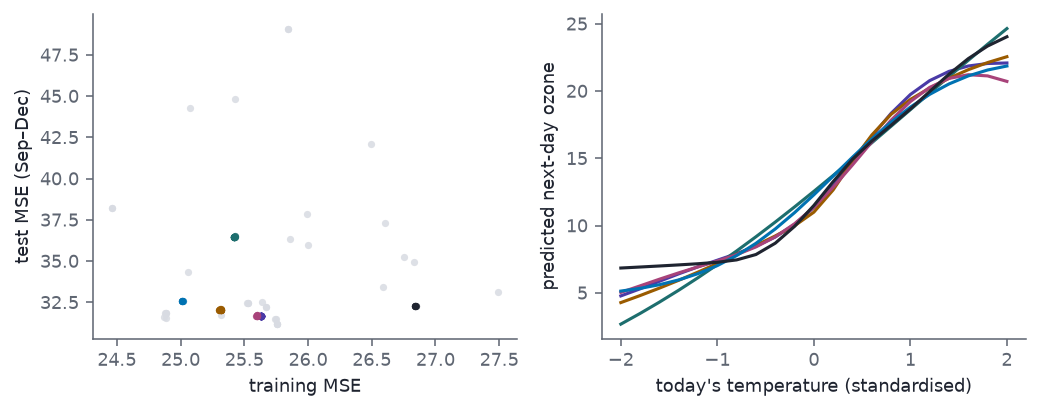 47.5
45.0
42.5
40.0
37.5
35.0
32.5
test MSE (Sep–Dec)
24.5 25.0 25.5 26.0 26.5 27.0 27.5
training MSE
25
20
15
10
5
predicted next-day ozone
−2 −1 0 1 2
today's temperature (standardised)